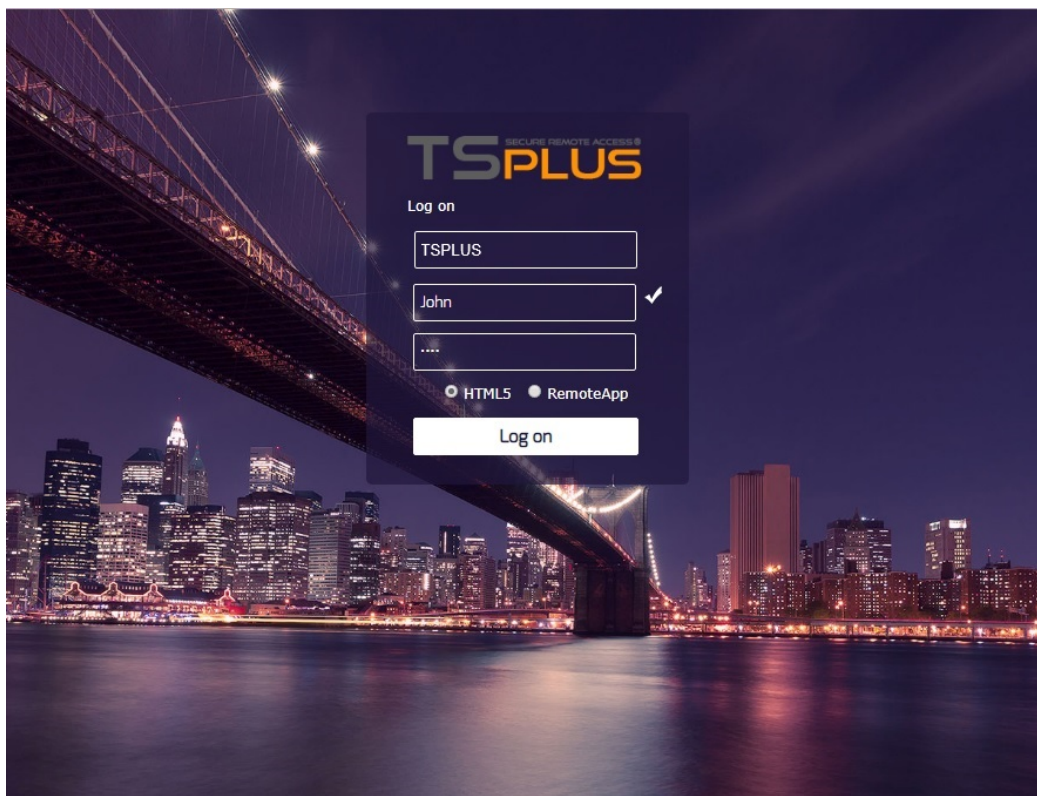 SECURE REMOTE ACCESS®
TSPLUS
Log on
TSPLUS
John
····
HTML5 RemoteApp
Log on